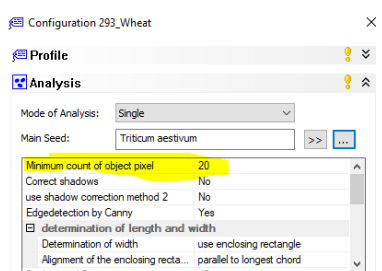 Configuration 293_Wheat
Profile
Analysis
Mode of Analysis: Single
Main Seed: Triticum aestivum >> ...
Minimum count of object pixel 20
Correct shadows No
use shadow correction method 2 No
Edgedetection by Canny Yes
determination of length and width
Determination of width use enclosing rectangle
Alignment of the enclosing recta... parallel to longest chord